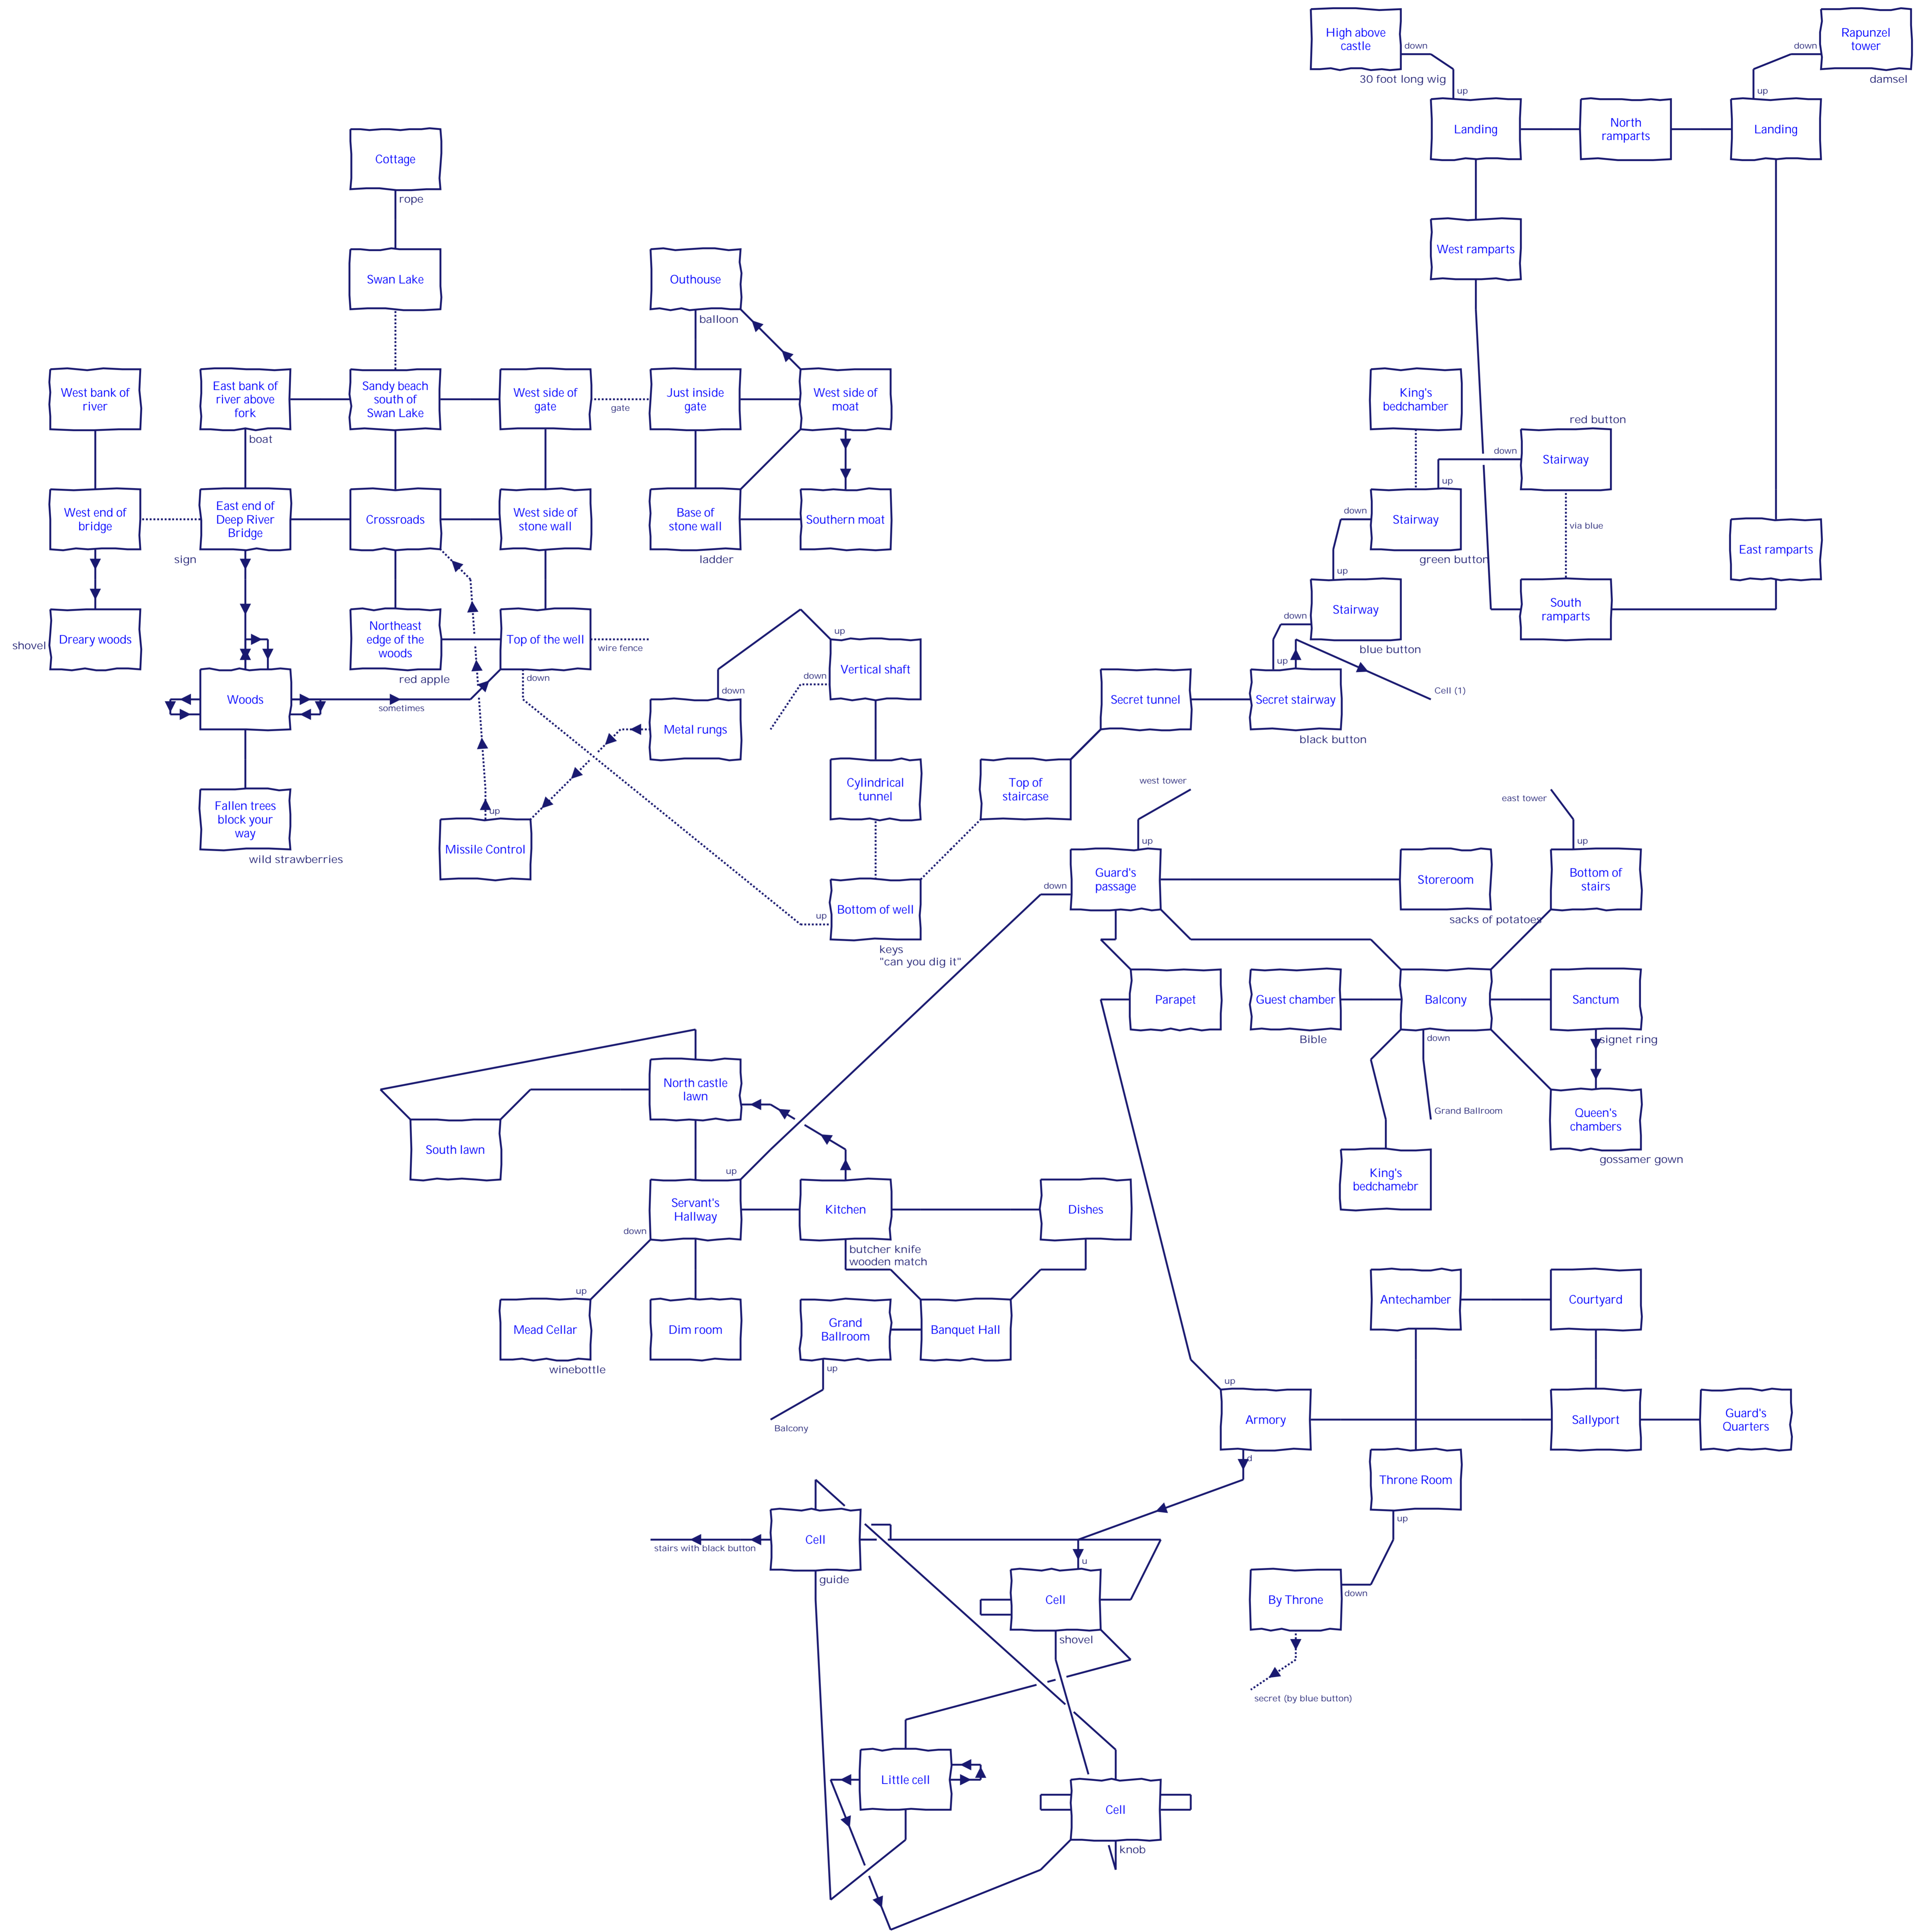 High above
castle
down
30 foot long wig
up
Rapunzel
tower
down
damsel
up
Landing
North
ramparts
Landing
Cottage
rope
West ramparts
Swan Lake
Outhouse
balloon
West bank of
river
East bank of
river above
fork
boat
Sandy beach
south of
Swan Lake
West side of
gate
gate
Just inside
gate
West side of
moat
King's
bedchamber
red button
Stairway
down
up
West end of
bridge
East end of
Deep River
Bridge
sign
Crossroads
West side of
stone wall
Base of
stone wall
ladder
Southern moat
Stairway
down
green button
via blue
East ramparts
up
Stairway
down
blue button
South
ramparts
shovel
Dreary woods
Northeast
edge of the
woods
red apple
Top of the well
wire fence
down
up
Vertical shaft
down
down
Woods
sometimes
Metal rungs
Secret tunnel
up
Secret stairway
black button
Cell (1)
Fallen trees
block your
way
wild strawberries
up
Missile Control
Cylindrical
tunnel
Top of
staircase
west tower
east tower
up
Guard's
passage
down
Storeroom
sacks of potatoes
up
Bottom of
stairs
up
Bottom of well
keys
"can you dig it"
Parapet
Guest chamber
Bible
Balcony
down
Sanctum
signet ring
North castle
lawn
Grand Ballroom
Queen's
chambers
gossamer gown
South lawn
King's
bedchamebr
up
Servant's
Hallway
down
Kitchen
butcher knife
wooden match
Dishes
up
Mead Cellar
winebottle
Dim room
Grand
Ballroom
up
Banquet Hall
Balcony
Antechamber
Courtyard
up
Armory
d
Sallyport
Guard's
Quarters
Throne Room
up
Cell
stairs with black button
guide
u
Cell
shovel
By Throne
down
secret (by blue button)
Little cell
Cell
knob